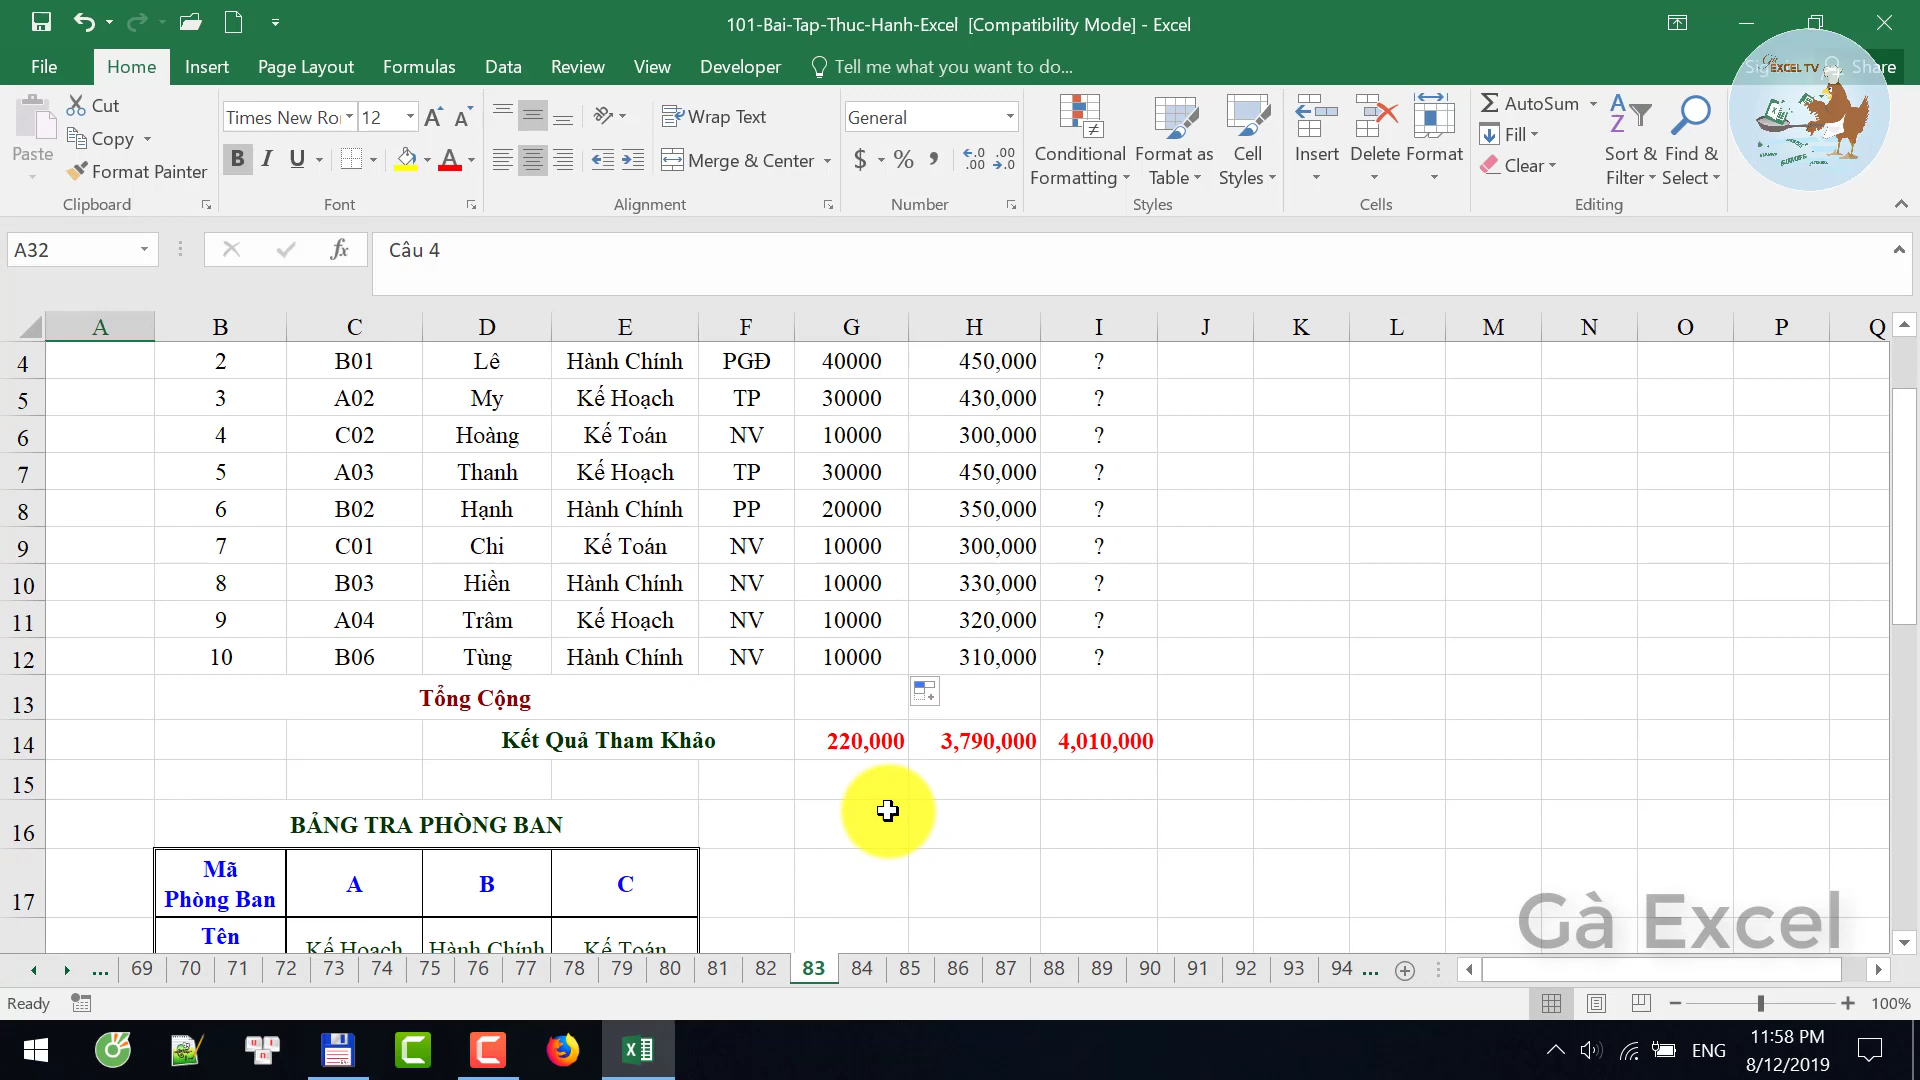 101-Bai-Tap-Thuc-Hanh-Excel [Compatibility Mode] - Excel
File Home Insert Page Layout Formulas Data Review View Developer Tell me what you want to do... Share
EXCEL TV
Paste
Cut
Copy
Format Painter
Clipboard
Times New Ro 12
B I U
Font
Wrap Text
Merge & Center
Alignment
General
$ %
Number
Conditional Formatting
Format as Table
Cell Styles
Styles
Insert Delete Format
Cells
AutoSum
Fill
Clear
Sort & Filter
Find & Select
Editing
A32 fx Câu 4
A B C D E F G H I J K L M N O P Q
4 2 B01 Lê Hành Chính PGĐ 40000 450,000 ?
5 3 A02 My Kế Hoạch TP 30000 430,000 ?
6 4 C02 Hoàng Kế Toán NV 10000 300,000 ?
7 5 A03 Thanh Kế Hoạch TP 30000 450,000 ?
8 6 B02 Hạnh Hành Chính PP 20000 350,000 ?
9 7 C01 Chi Kế Toán NV 10000 300,000 ?
10 8 B03 Hiền Hành Chính NV 10000 330,000 ?
11 9 A04 Trâm Kế Hoạch NV 10000 320,000 ?
12 10 B06 Tùng Hành Chính NV 10000 310,000 ?
13 Tổng Cộng
14 Kết Quả Tham Khảo 220,000 3,790,000 4,010,000
15
16 BẢNG TRA PHÒNG BAN
17 Mã Phòng Ban A B C
Tên Kế Hoạch Hành Chính Kế Toán
Gà Excel
... 69 70 71 72 73 74 75 76 77 78 79 80 81 82 83 84 85 86 87 88 89 90 91 92 93 94 ...
Ready 100%
ENG 11:58 PM
8/12/2019